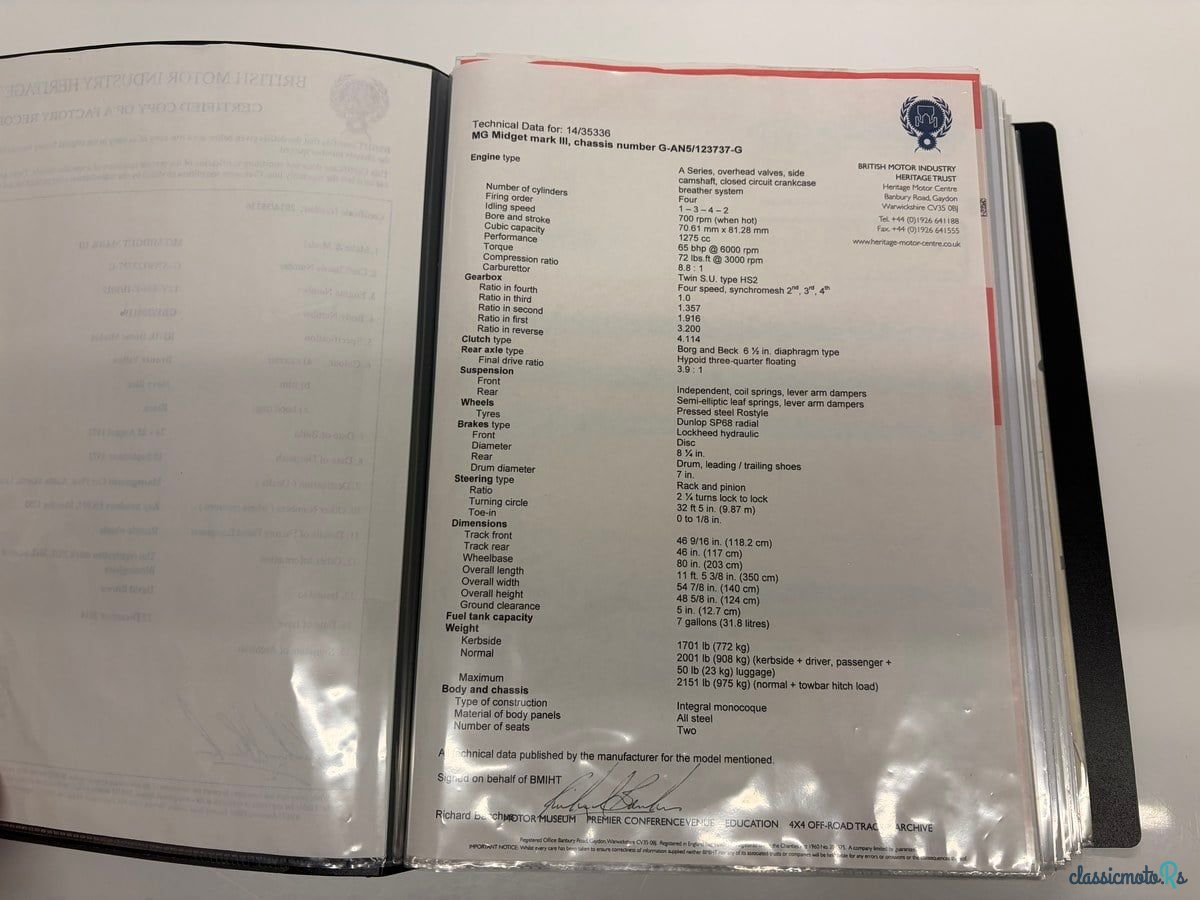 Technical Data for: 14/35336
MG Midget mark III, chassis number G-AN5/123737-G
BRITISH MOTOR INDUSTRY
HERITAGE TRUST
Heritage Motor Centre
Banbury Road, Gaydon
Warwickshire CV35 0BJ
Tel. +44 (0)1926 641188
Fax. +44 (0)1926 641555
www.heritage-motor-centre.co.uk
Engine type A Series, overhead valves, side
camshaft, closed circuit crankcase
breather system
Number of cylinders Four
Firing order 1 – 3 – 4 – 2
Idling speed 700 rpm (when hot)
Bore and stroke 70.61 mm x 81.28 mm
Cubic capacity 1275 cc
Performance 65 bhp @ 6000 rpm
Torque 72 lbs.ft @ 3000 rpm
Compression ratio 8.8 : 1
Carburettor Twin S.U. type HS2
Gearbox Four speed, synchromesh 2nd, 3rd, 4th
Ratio in fourth 1.0
Ratio in third 1.357
Ratio in second 1.916
Ratio in first 3.200
Ratio in reverse 4.114
Clutch type Borg and Beck 6 ½ in. diaphragm type
Rear axle type Hypoid three-quarter floating
Final drive ratio 3.9 : 1
Suspension
Front Independent, coil springs, lever arm dampers
Rear Semi-elliptic leaf springs, lever arm dampers
Wheels Pressed steel Rostyle
Tyres Dunlop SP68 radial
Brakes type Lockheed hydraulic
Front Disc
Diameter 8 ¼ in.
Rear Drum, leading / trailing shoes
Drum diameter 7 in.
Steering type Rack and pinion
Ratio 2 ¼ turns lock to lock
Turning circle 32 ft 5 in. (9.87 m)
Toe-in 0 to 1/8 in.
Dimensions
Track front 46 9/16 in. (118.2 cm)
Track rear 46 in. (117 cm)
Wheelbase 80 in. (203 cm)
Overall length 11 ft. 5 3/8 in. (350 cm)
Overall width 54 7/8 in. (140 cm)
Overall height 48 5/8 in. (124 cm)
Ground clearance 5 in. (12.7 cm)
Fuel tank capacity 7 gallons (31.8 litres)
Weight
Kerbside 1701 lb (772 kg)
Normal 2001 lb (908 kg) (kerbside + driver, passenger +
50 lb (23 kg) luggage)
Maximum 2151 lb (975 kg) (normal + towbar hitch load)
Body and chassis
Type of construction Integral monocoque
Material of body panels All steel
Number of seats Two
All technical data published by the manufacturer for the model mentioned.
Signed on behalf of BMIHT
Richard
MOTOR MUSEUM PREMIER CONFERENCE VENUE EDUCATION 4X4 OFF-ROAD TRACK ARCHIVE
Registered Office: Banbury Road, Gaydon, Warwickshire CV35 0BJ.
classicmoto.Rs